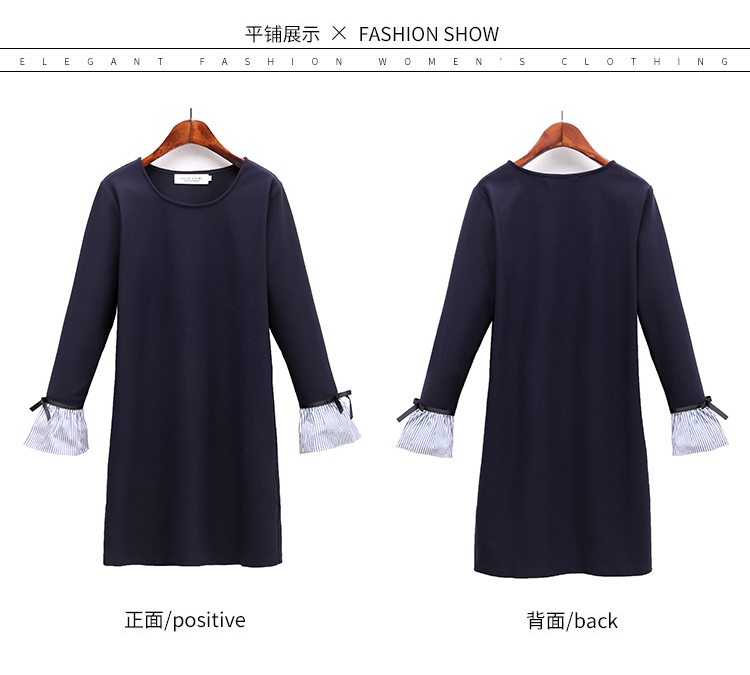 平铺展示 × FASHION SHOW
ELEGANT FASHION WOMEN'S CLOTHING
正面/positive
背面/back